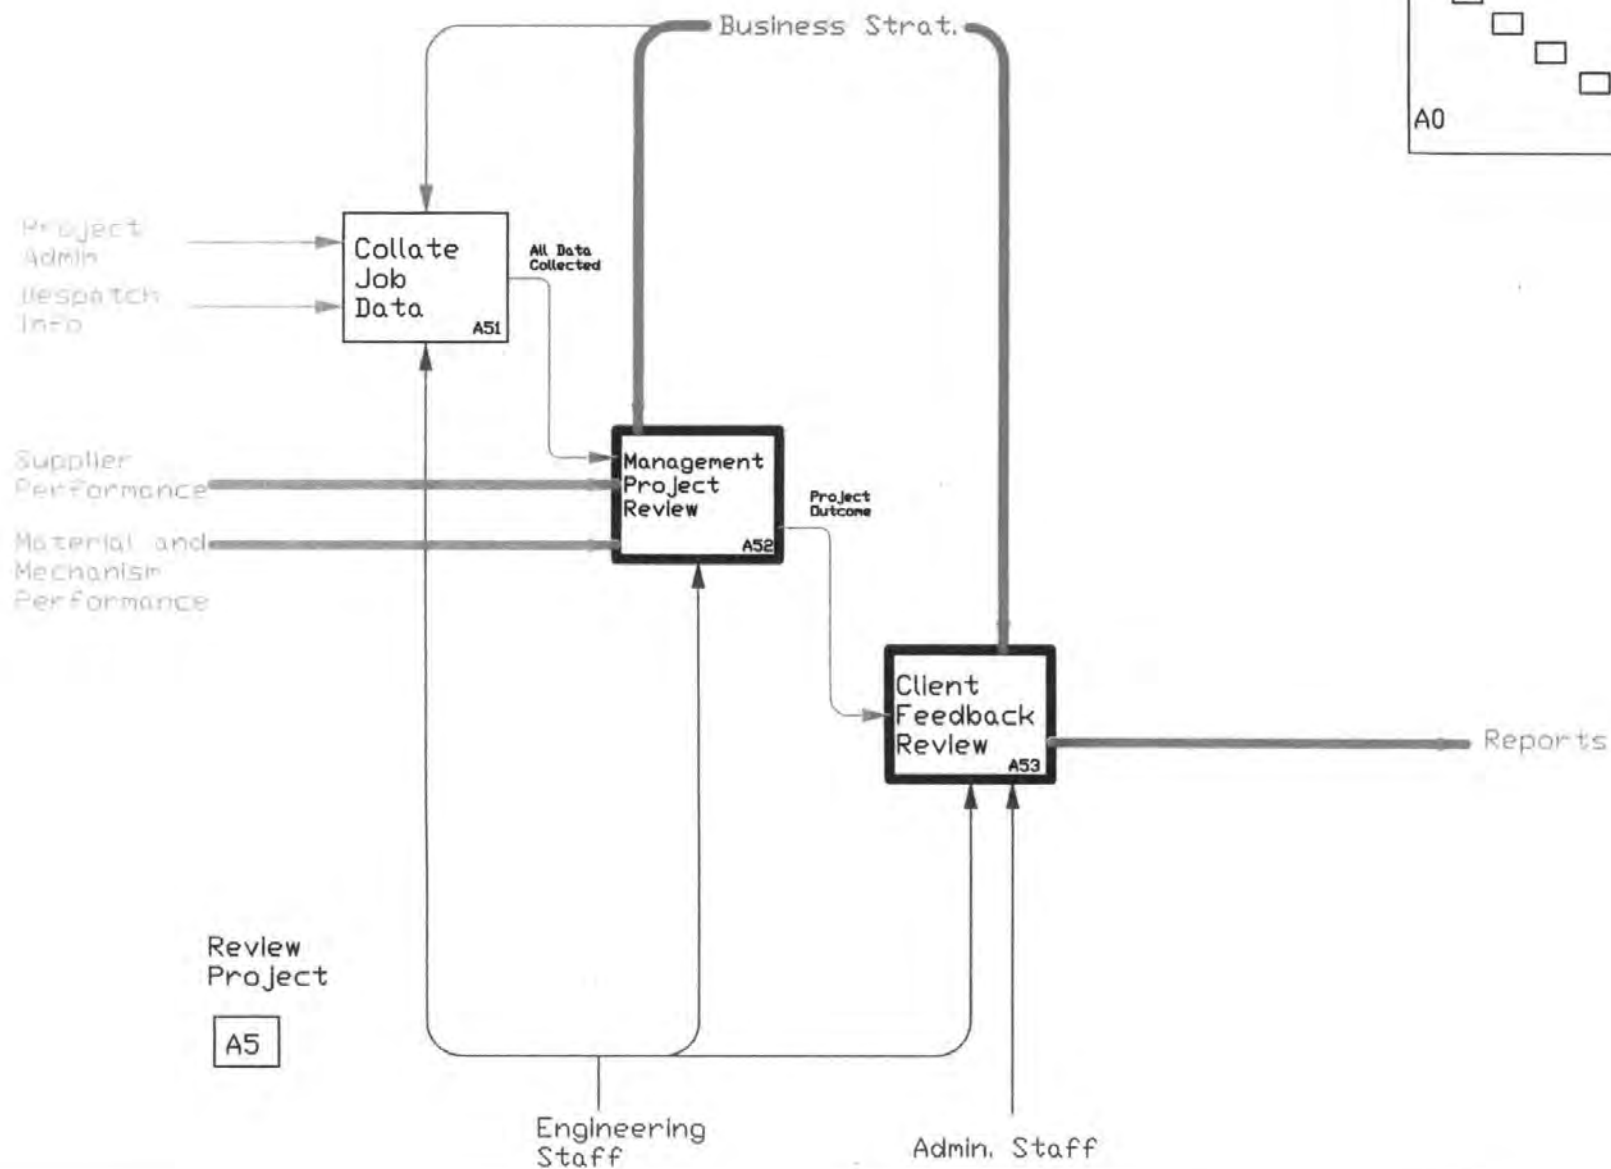 Business Strat.
A0
Project
Admin
Despatch
Info
Collate
Job
Data
A51
All Data
Collected
Supplier
Performance
Material and
Mechanism
Performance
Management
Project
Review
A52
Project
Outcome
Client
Feedback
Review
A53
Reports
Review
Project
A5
Engineering
Staff
Admin. Staff